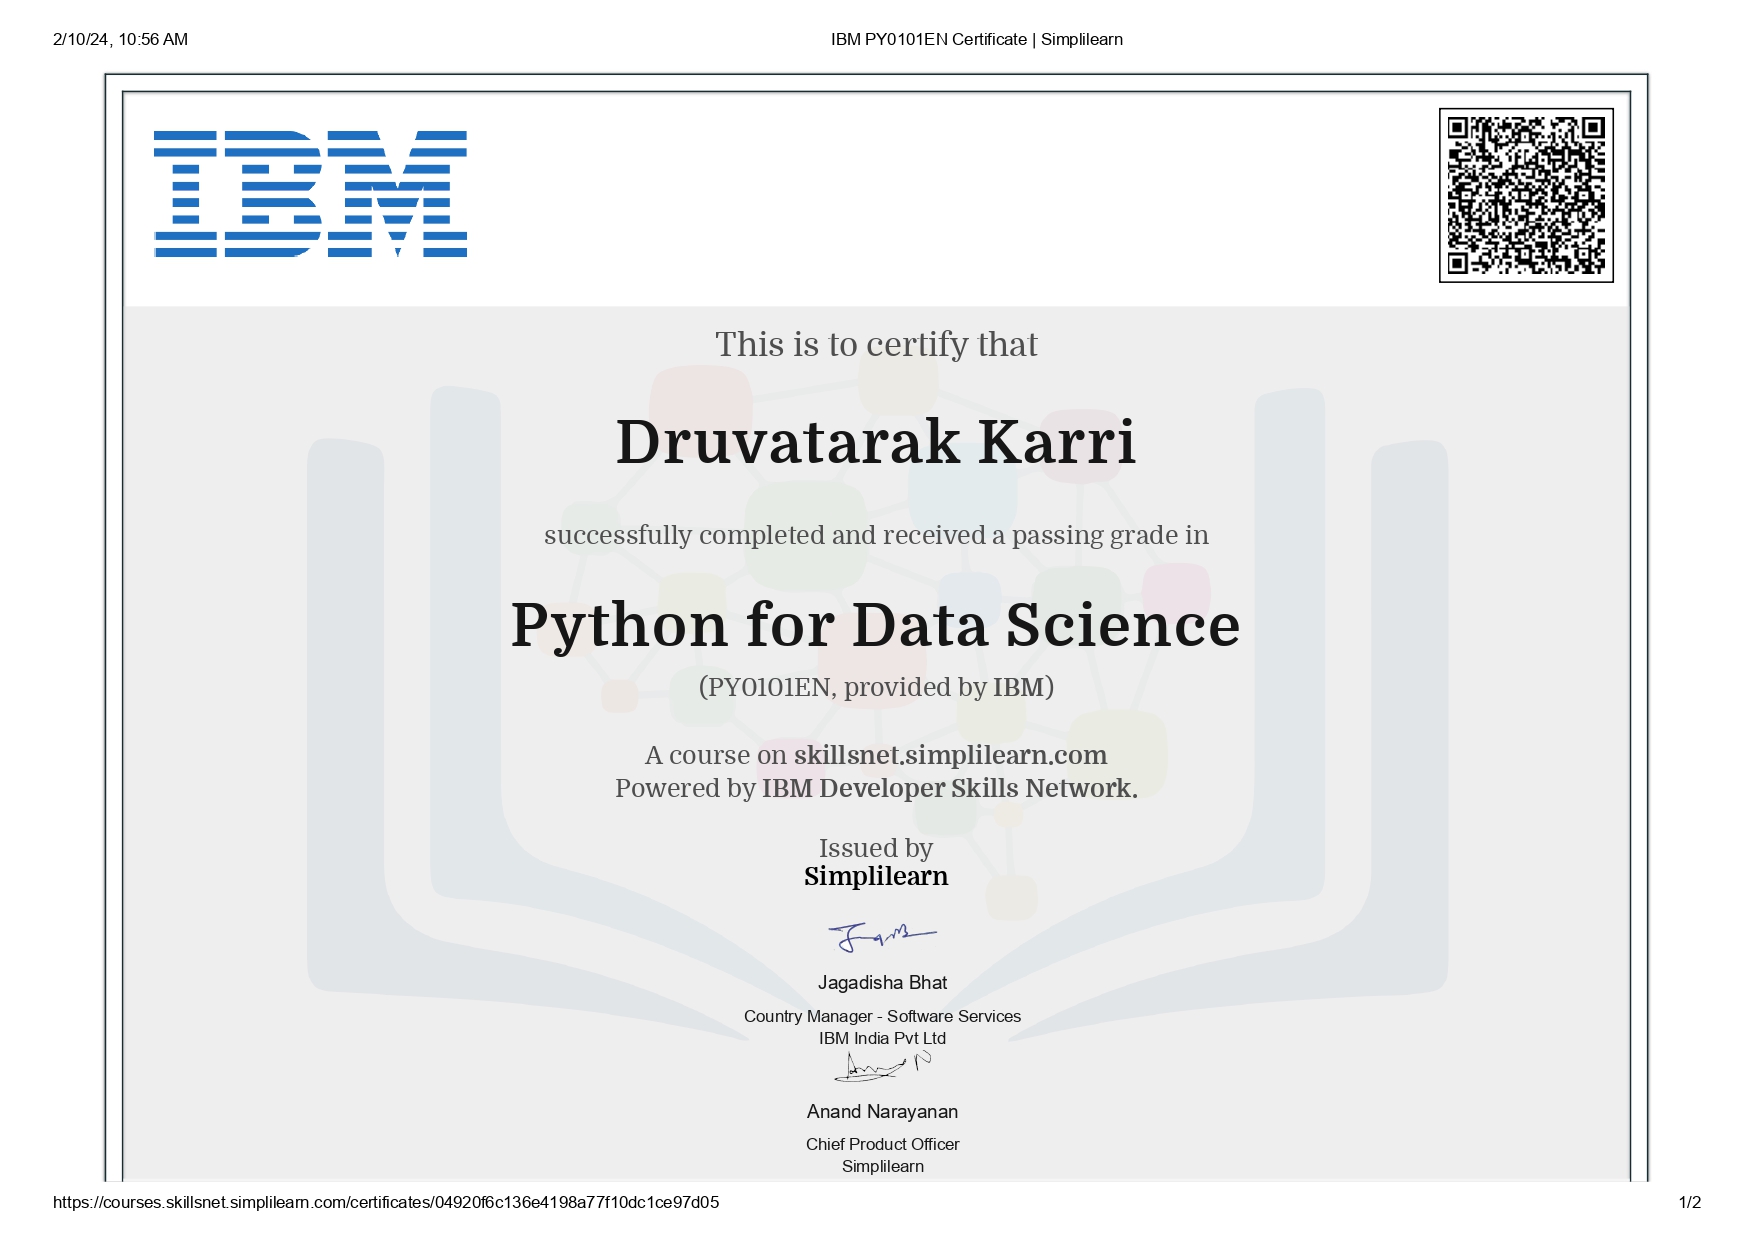 2/10/24, 10:56 AM
IBM PY0101EN Certificate | Simplilearn
IBM
This is to certify that
Druvatarak Karri
successfully completed and received a passing grade in
Python for Data Science
(PY0101EN, provided by IBM)
A course on skillsnet.simplilearn.com
Powered by IBM Developer Skills Network.
Issued by
Simplilearn
Jagadisha Bhat
Country Manager - Software Services
IBM India Pvt Ltd
Anand Narayanan
Chief Product Officer
Simplilearn
https://courses.skillsnet.simplilearn.com/certificates/04920f6c136e4198a77f10dc1ce97d05
1/2